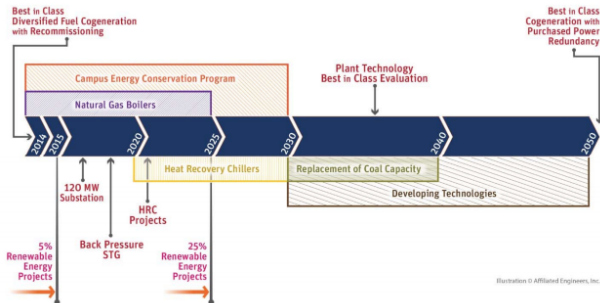 Best in Class
Diversified Fuel Cogeneration
with Recommissioning
Best in Class
Cogeneration with
Purchased Power
Redundancy
Plant Technology
Best in Class Evaluation
Campus Energy Conservation Program
Natural Gas Boilers
2014
2015
2020
2025
2030
2040
2050
Heat Recovery Chillers
Replacement of Coal Capacity
Developing Technologies
120 MW
Substation
HRC
Projects
Back Pressure
STG
5%
Renewable
Energy
Projects
25%
Renewable
Energy
Projects
Illustration © Affiliated Engineers, Inc.